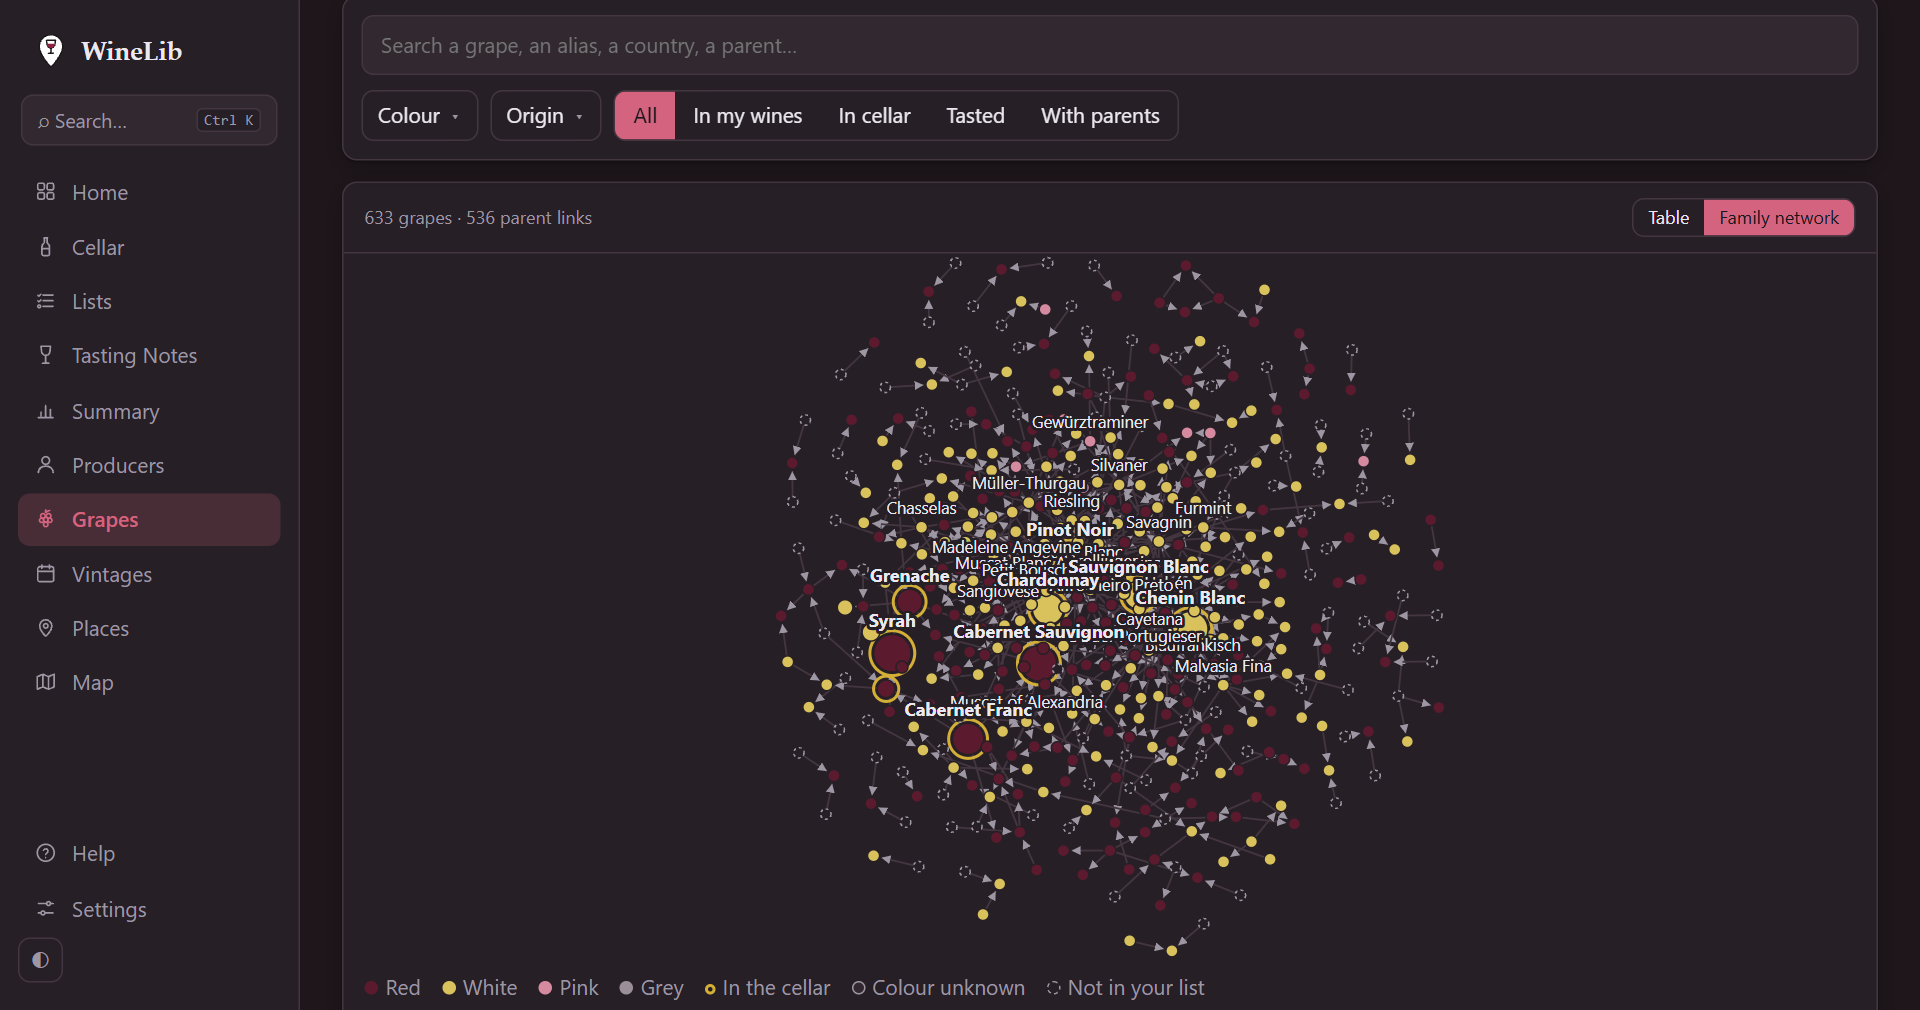 WineLib
Search...
Ctrl K
Home
Cellar
Lists
Tasting Notes
Summary
Producers
Grapes
Vintages
Places
Map
Help
Settings
Search a grape, an alias, a country, a parent...
Colour
Origin
All
In my wines
In cellar
Tasted
With parents
633 grapes · 536 parent links
Table
Family network
Gewürztraminer
Silvaner
Müller-Thurgau
Riesling
Chasselas
Furmint
Savagnin
Pinot Noir
Madeleine Angevine
Blanc
Sauvignon Blanc
Grenache
Chardonnay
Sangiovese
Chenin Blanc
Syrah
Cayetana
Cabernet Sauvignon
Blaufränkisch
Malvasia Fina
Muscat of Alexandria
Cabernet Franc
Red
White
Pink
Grey
In the cellar
Colour unknown
Not in your list